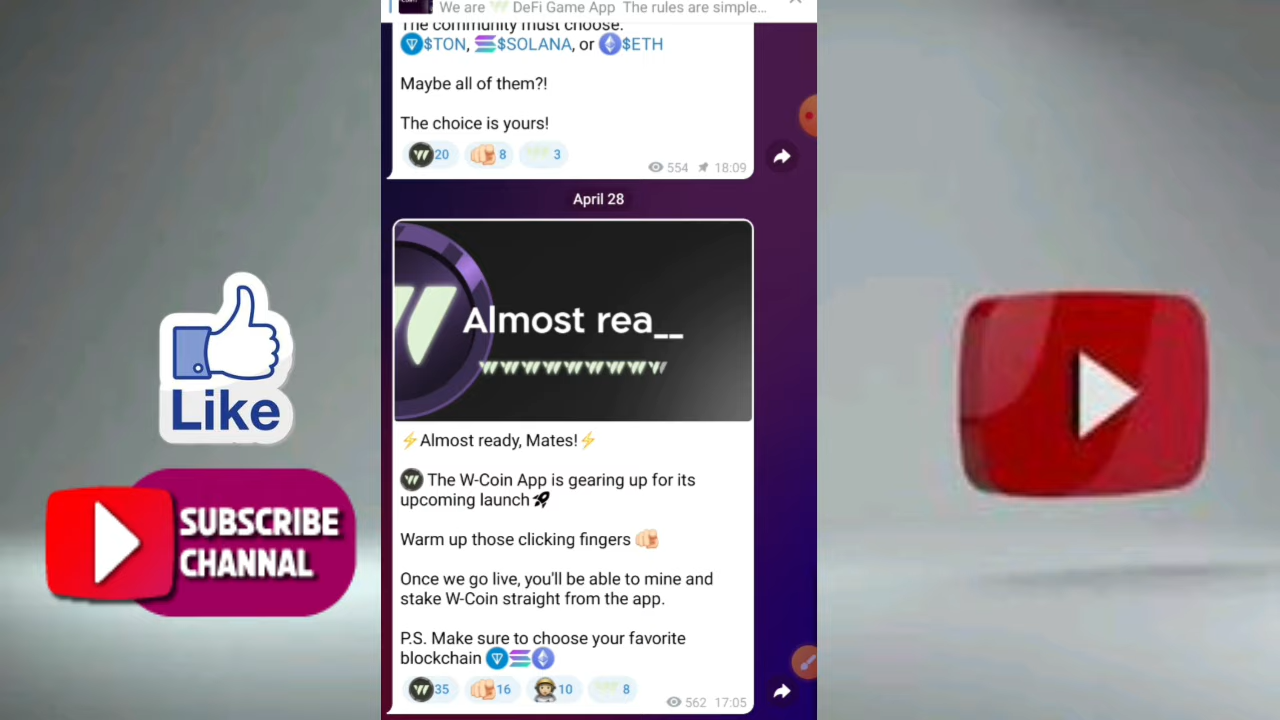 We are W DeFi Game App The rules are simple...
The community must choose:
$TON, $SOLANA, or $ETH
Maybe all of them?!
The choice is yours!
20 8 3
554 18:09
April 28
Almost rea__
⚡Almost ready, Mates!⚡
The W-Coin App is gearing up for its
upcoming launch🚀
Warm up those clicking fingers
Once we go live, you'll be able to mine and
stake W-Coin straight from the app.
P.S. Make sure to choose your favorite
blockchain
35 16 10 8
562 17:05
Like
SUBSCRIBE
CHANNEL